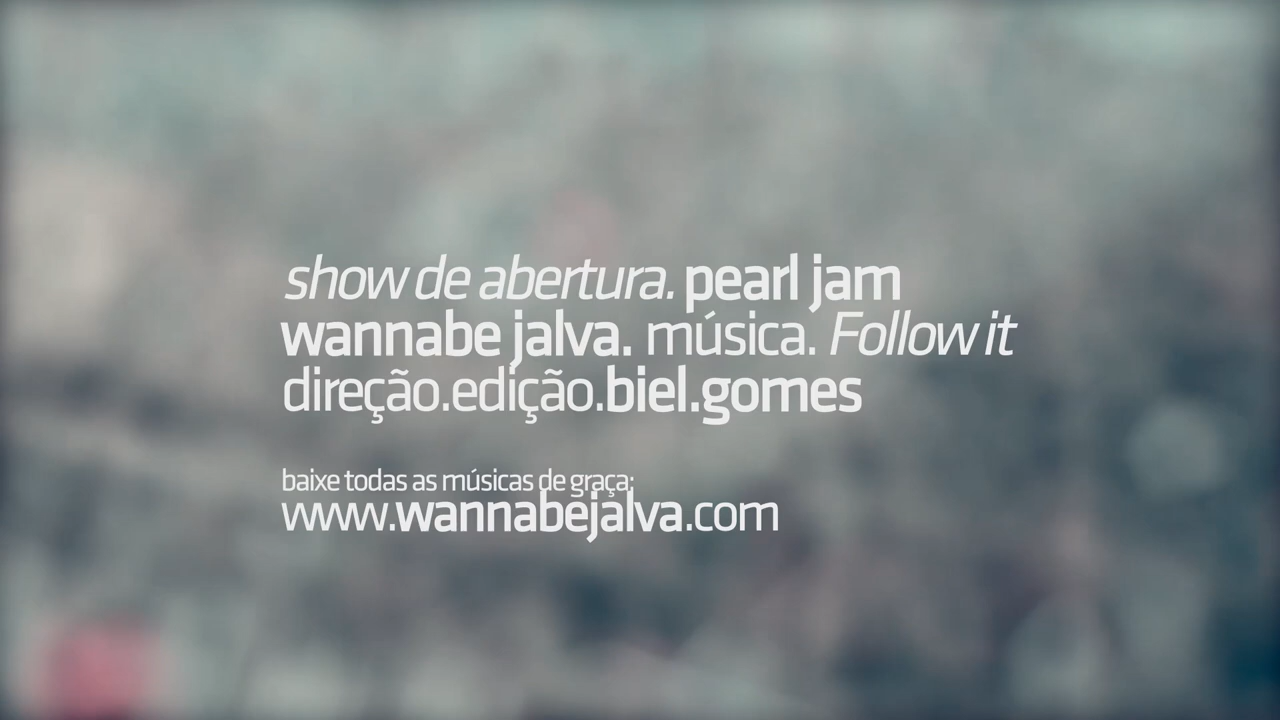 show de abertura. pearl jam
wannabe jalva. música. Follow it
direção.edição.biel.gomes
baixe todas as músicas de graça:
www.wannabejalva.com